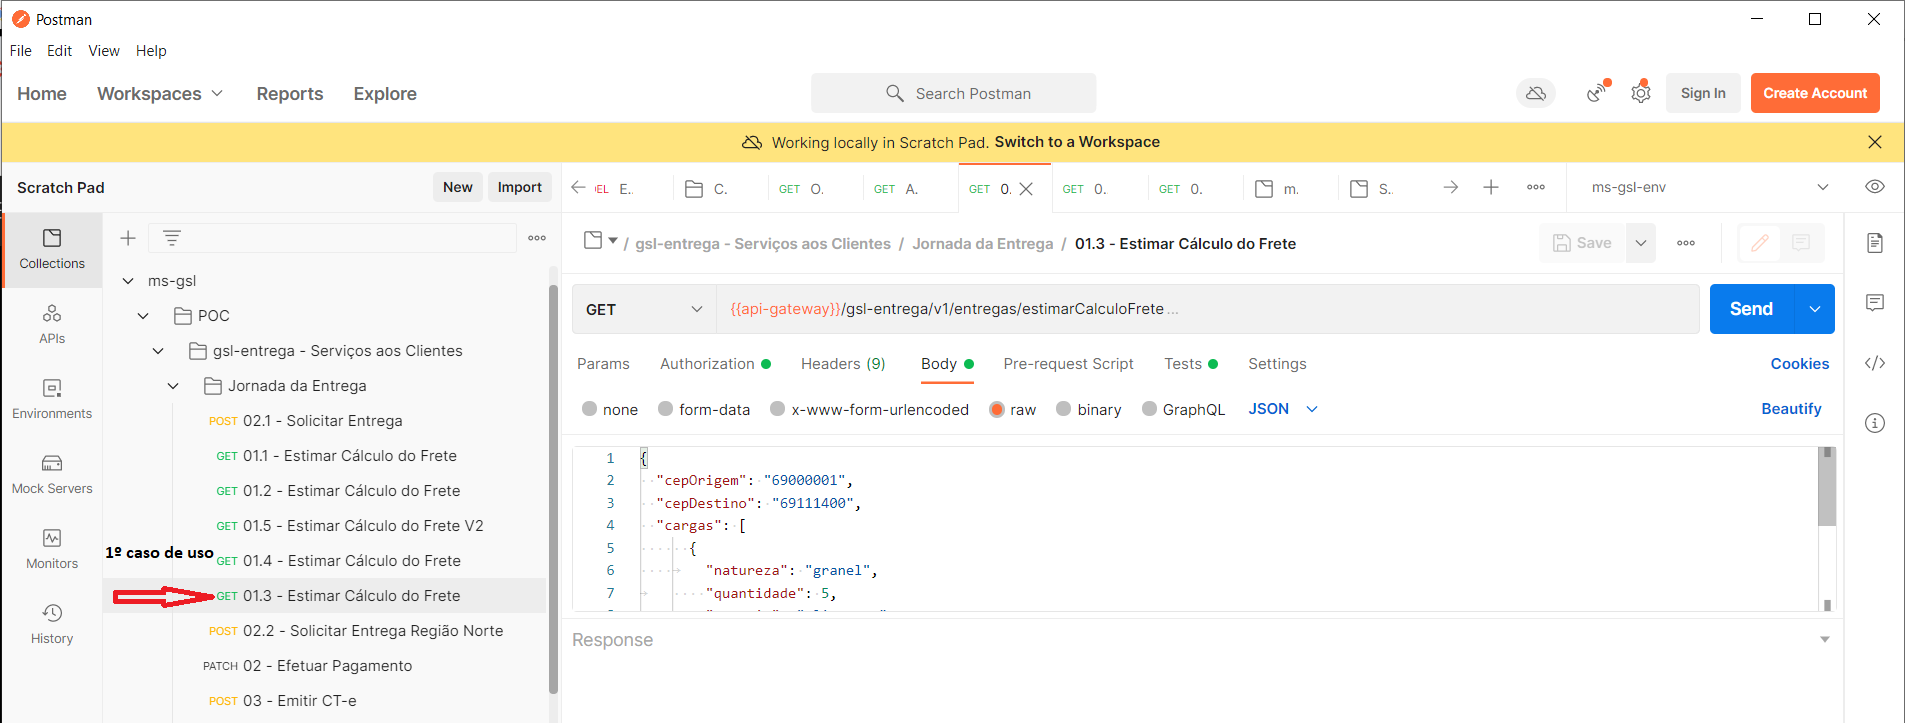 Postman
File Edit View Help
Home Workspaces Reports Explore Search Postman Sign In Create Account
Working locally in Scratch Pad. Switch to a Workspace
Scratch Pad New Import
DEL E.. C. GET O. GET A. GET 0. GET 0. GET 0. m. S. ms-gsl-env
Collections
APIs
Environments
Mock Servers
Monitors
History
ms-gsl
POC
gsl-entrega - Serviços aos Clientes
Jornada da Entrega
POST 02.1 - Solicitar Entrega
GET 01.1 - Estimar Cálculo do Frete
GET 01.2 - Estimar Cálculo do Frete
GET 01.5 - Estimar Cálculo do Frete V2
1º caso de uso
GET 01.4 - Estimar Cálculo do Frete
GET 01.3 - Estimar Cálculo do Frete
POST 02.2 - Solicitar Entrega Região Norte
PATCH 02 - Efetuar Pagamento
POST 03 - Emitir CT-e
/ gsl-entrega - Serviços aos Clientes / Jornada da Entrega / 01.3 - Estimar Cálculo do Frete Save
GET {{api-gateway}}/gsl-entrega/v1/entregas/estimarCalculoFrete ... Send
Params Authorization Headers (9) Body Pre-request Script Tests Settings Cookies
none form-data x-www-form-urlencoded raw binary GraphQL JSON Beautify
1 {
2 "cepOrigem": "69000001",
3 "cepDestino": "69111400",
4 "cargas": [
5 {
6 "natureza": "granel",
7 "quantidade": 5,
Response